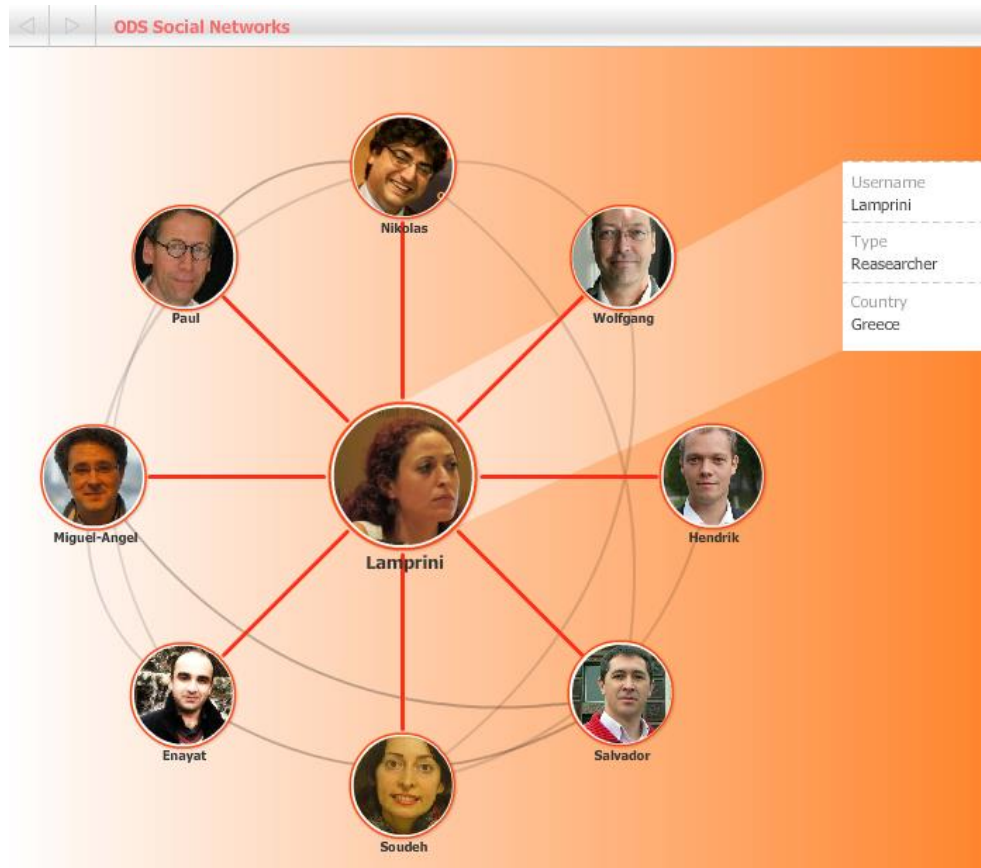 ODS Social Networks
Nikolas
Paul
Wolfgang
Username
Lamprini
Type
Reasearcher
Country
Greece
Miguel-Angel
Lamprini
Hendrik
Enayat
Salvador
Soudeh